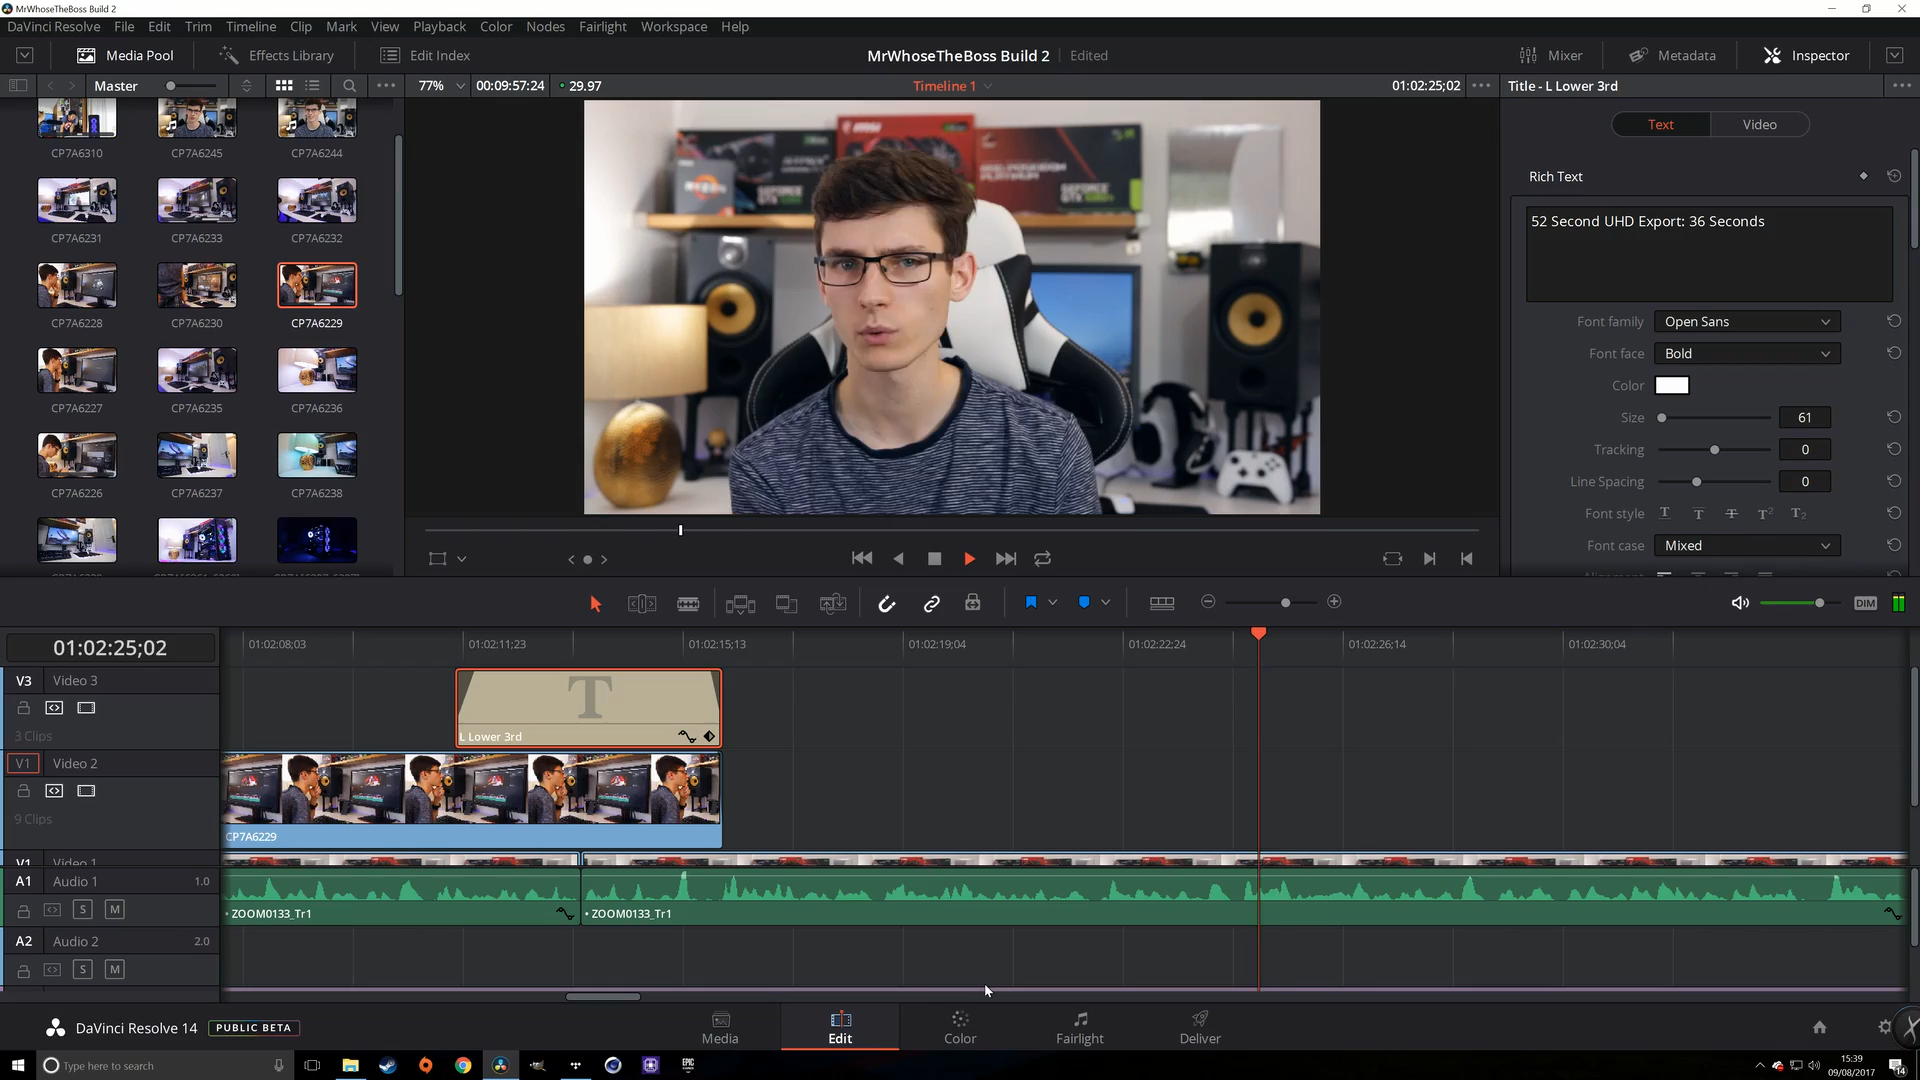 MrWhoseTheBoss Build 2
DaVinci Resolve File Edit Trim Timeline Clip Mark View Playback Color Nodes Fairlight Workspace Help
Media Pool Effects Library Edit Index MrWhoseTheBoss Build 2 Edited Mixer Metadata Inspector
Master 77% 00:09:57:24 29.97 Timeline 1 01:02:25;02 Title - L Lower 3rd
Text Video
CP7A6310 CP7A6245 CP7A6244
Rich Text
52 Second UHD Export: 36 Seconds
CP7A6231 CP7A6233 CP7A6232
CP7A6228 CP7A6230 CP7A6229
Font family Open Sans
Font face Bold
Color
CP7A6227 CP7A6235 CP7A6236
Size 61
Tracking 0
Line Spacing 0
CP7A6226 CP7A6237 CP7A6238
Font style T T T T² T₂
Font case Mixed
RYZEN
DIM
01:02:25;02
01:02:08;03 01:02:11;23 01:02:15;13 01:02:19;04 01:02:22;24 01:02:26;14 01:02:30;04
V3 Video 3
T
3 Clips
L Lower 3rd
V1 Video 2
9 Clips
CP7A6229
V1 Video 1
A1 Audio 1 1.0
S M
ZOOM0133_Tr1 ZOOM0133_Tr1
A2 Audio 2 2.0
S M
DaVinci Resolve 14 PUBLIC BETA
Media Edit Color Fairlight Deliver
Type here to search
EPIC
15:39
09/08/2017
14